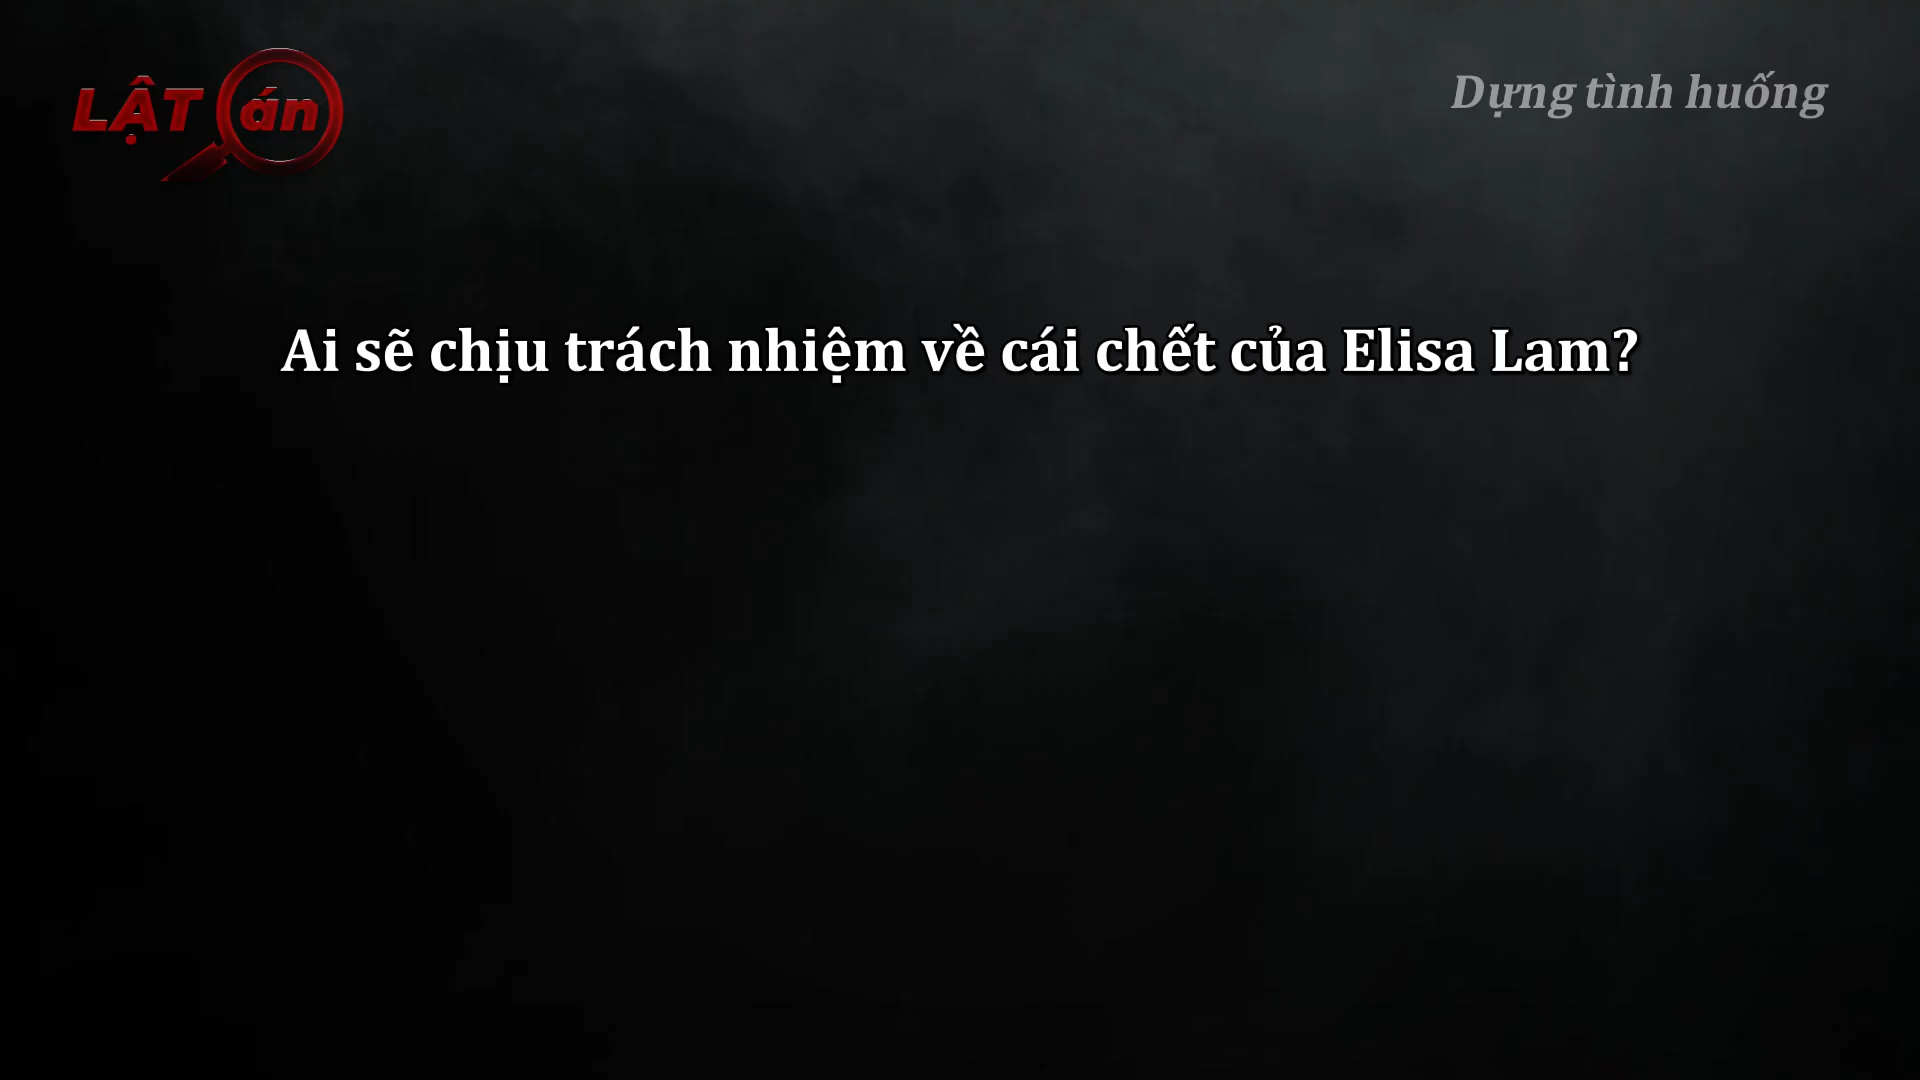 LẬT án
Dựng tình huống
Ai sẽ chịu trách nhiệm về cái chết của Elisa Lam?